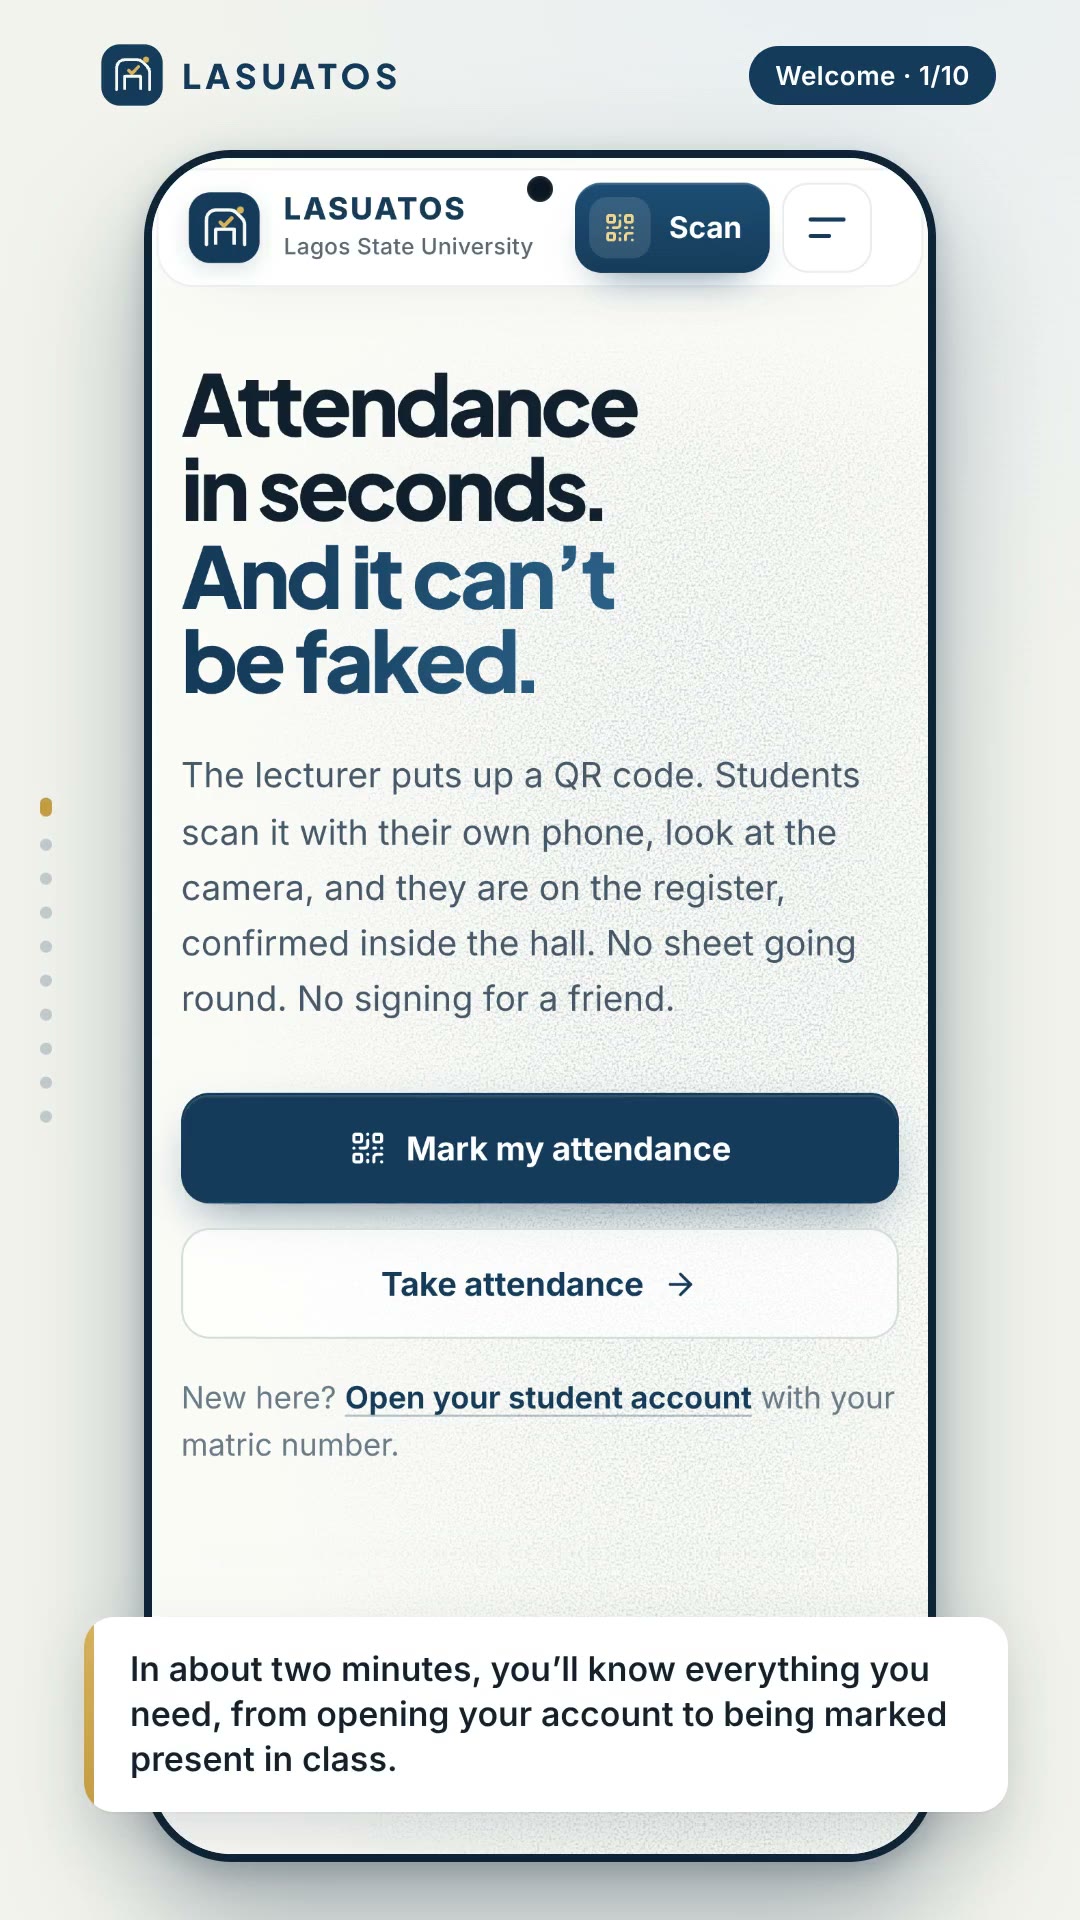 LASUATOS
Welcome · 1/10
LASUATOS
Lagos State University
Scan
Attendance
in seconds.
And it can’t
be faked.
The lecturer puts up a QR code. Students
scan it with their own phone, look at the
camera, and they are on the register,
confirmed inside the hall. No sheet going
round. No signing for a friend.
Mark my attendance
Take attendance →
New here? Open your student account with your
matric number.
In about two minutes, you’ll know everything you
need, from opening your account to being marked
present in class.